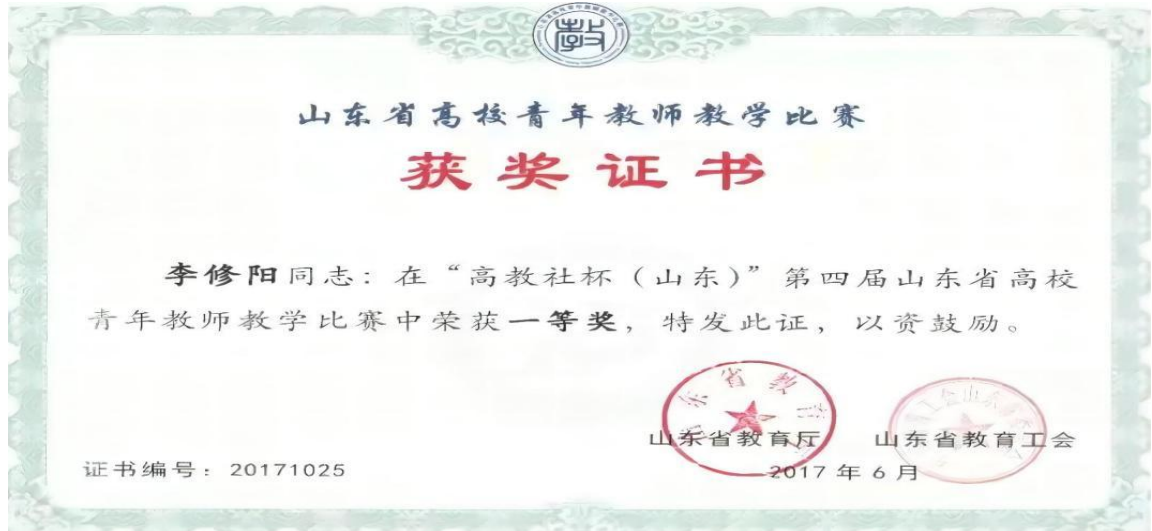 山东省高校青年教师教学比赛
获奖证书
李修阳同志：在“高教社杯（山东）”第四届山东省高校
青年教师教学比赛中荣获一等奖，特发此证，以资鼓励。
山东省教育厅 山东省教育工会
证书编号：20171025 2017年6月